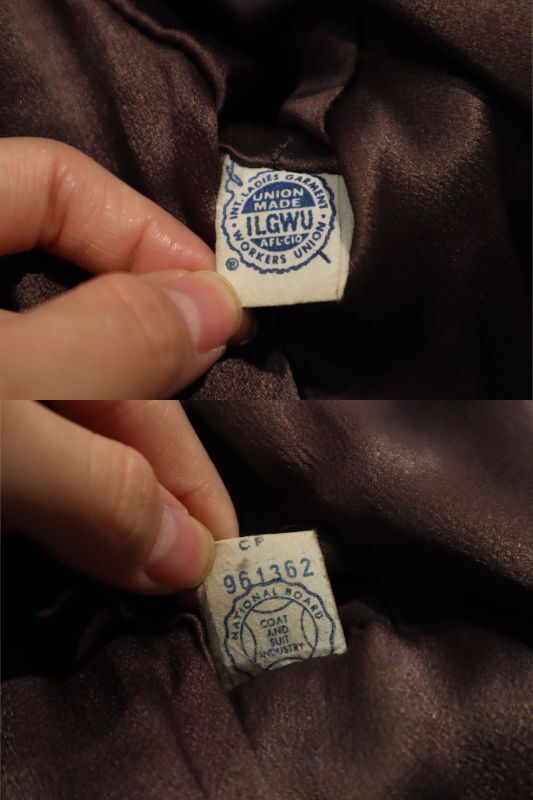 INT. LADIES GARMENT
UNION
MADE
ILGWU
AFL-CIO
WORKERS UNION
®
CP
961362
NATIONAL BOARD
COAT
AND
SUIT
INDUSTRY